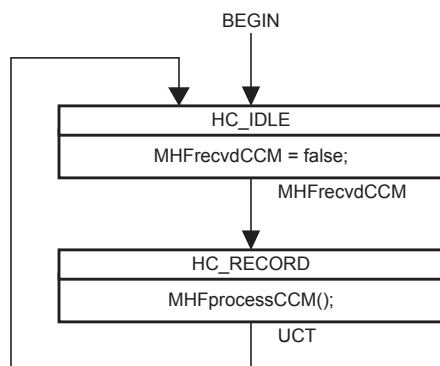 BEGIN
HC_IDLE
MHFrecvdCCM = false;
MHFrecvdCCM
HC_RECORD
MHFprocessCCM();
UCT